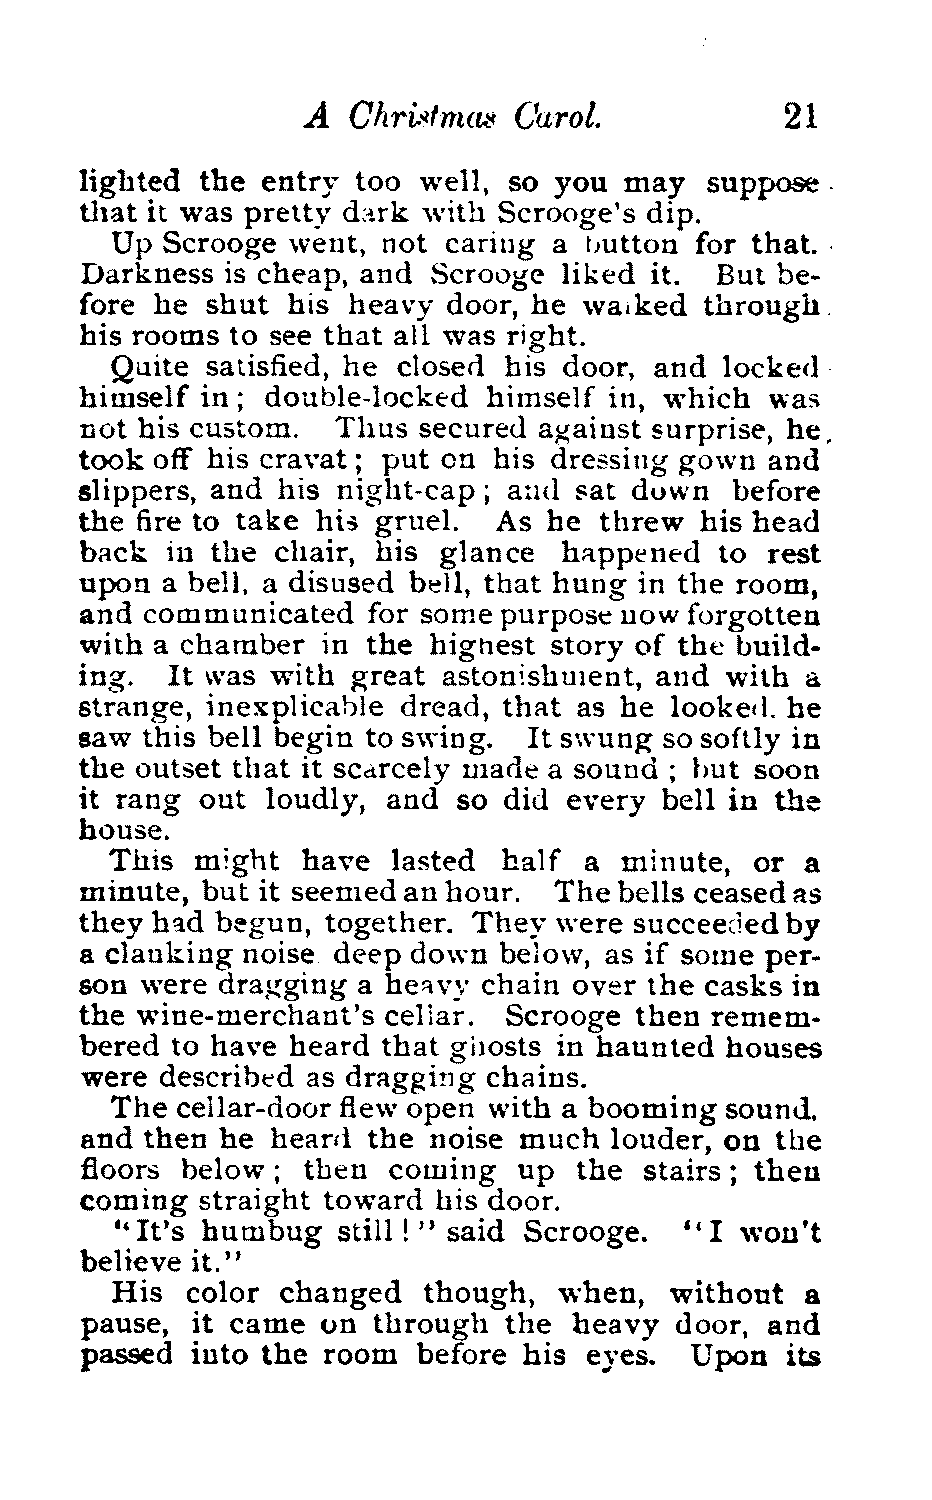 A Christmas Carol. 21
lighted the entry too well, so you may suppose
that it was pretty dark with Scrooge's dip.
Up Scrooge went, not caring a button for that.
Darkness is cheap, and Scrooge liked it. But be-
fore he shut his heavy door, he walked through
his rooms to see that all was right.
Quite satisfied, he closed his door, and locked
himself in; double-locked himself in, which was
not his custom. Thus secured against surprise, he
took off his cravat; put on his dressing gown and
slippers, and his night-cap; and sat down before
the fire to take his gruel. As he threw his head
back in the chair, his glance happened to rest
upon a bell, a disused bell, that hung in the room,
and communicated for some purpose now forgotten
with a chamber in the highest story of the build-
ing. It was with great astonishment, and with a
strange, inexplicable dread, that as he looked, he
saw this bell begin to swing. It swung so softly in
the outset that it scarcely made a sound; but soon
it rang out loudly, and so did every bell in the
house.
This might have lasted half a minute, or a
minute, but it seemed an hour. The bells ceased as
they had begun, together. They were succeeded by
a clanking noise deep down below, as if some per-
son were dragging a heavy chain over the casks in
the wine-merchant's cellar. Scrooge then remem-
bered to have heard that ghosts in haunted houses
were described as dragging chains.
The cellar-door flew open with a booming sound,
and then he heard the noise much louder, on the
floors below; then coming up the stairs; then
coming straight toward his door.
"It's humbug still!" said Scrooge. "I won't
believe it."
His color changed though, when, without a
pause, it came on through the heavy door, and
passed into the room before his eyes. Upon its